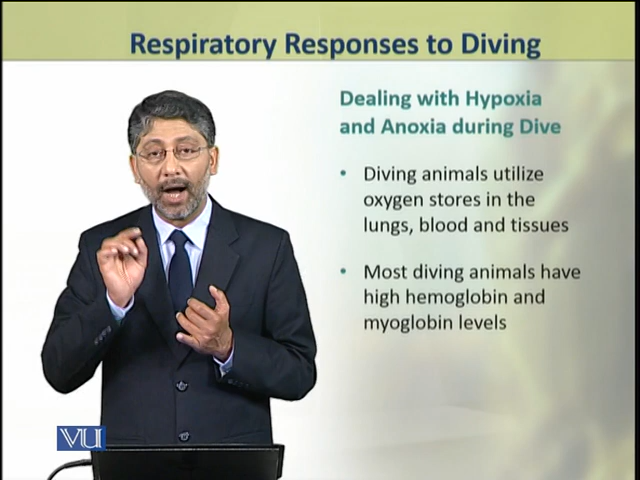 Respiratory Responses to Diving
Dealing with Hypoxia
and Anoxia during Dive
• Diving animals utilize
oxygen stores in the
lungs, blood and tissues
• Most diving animals have
high hemoglobin and
myoglobin levels
VU